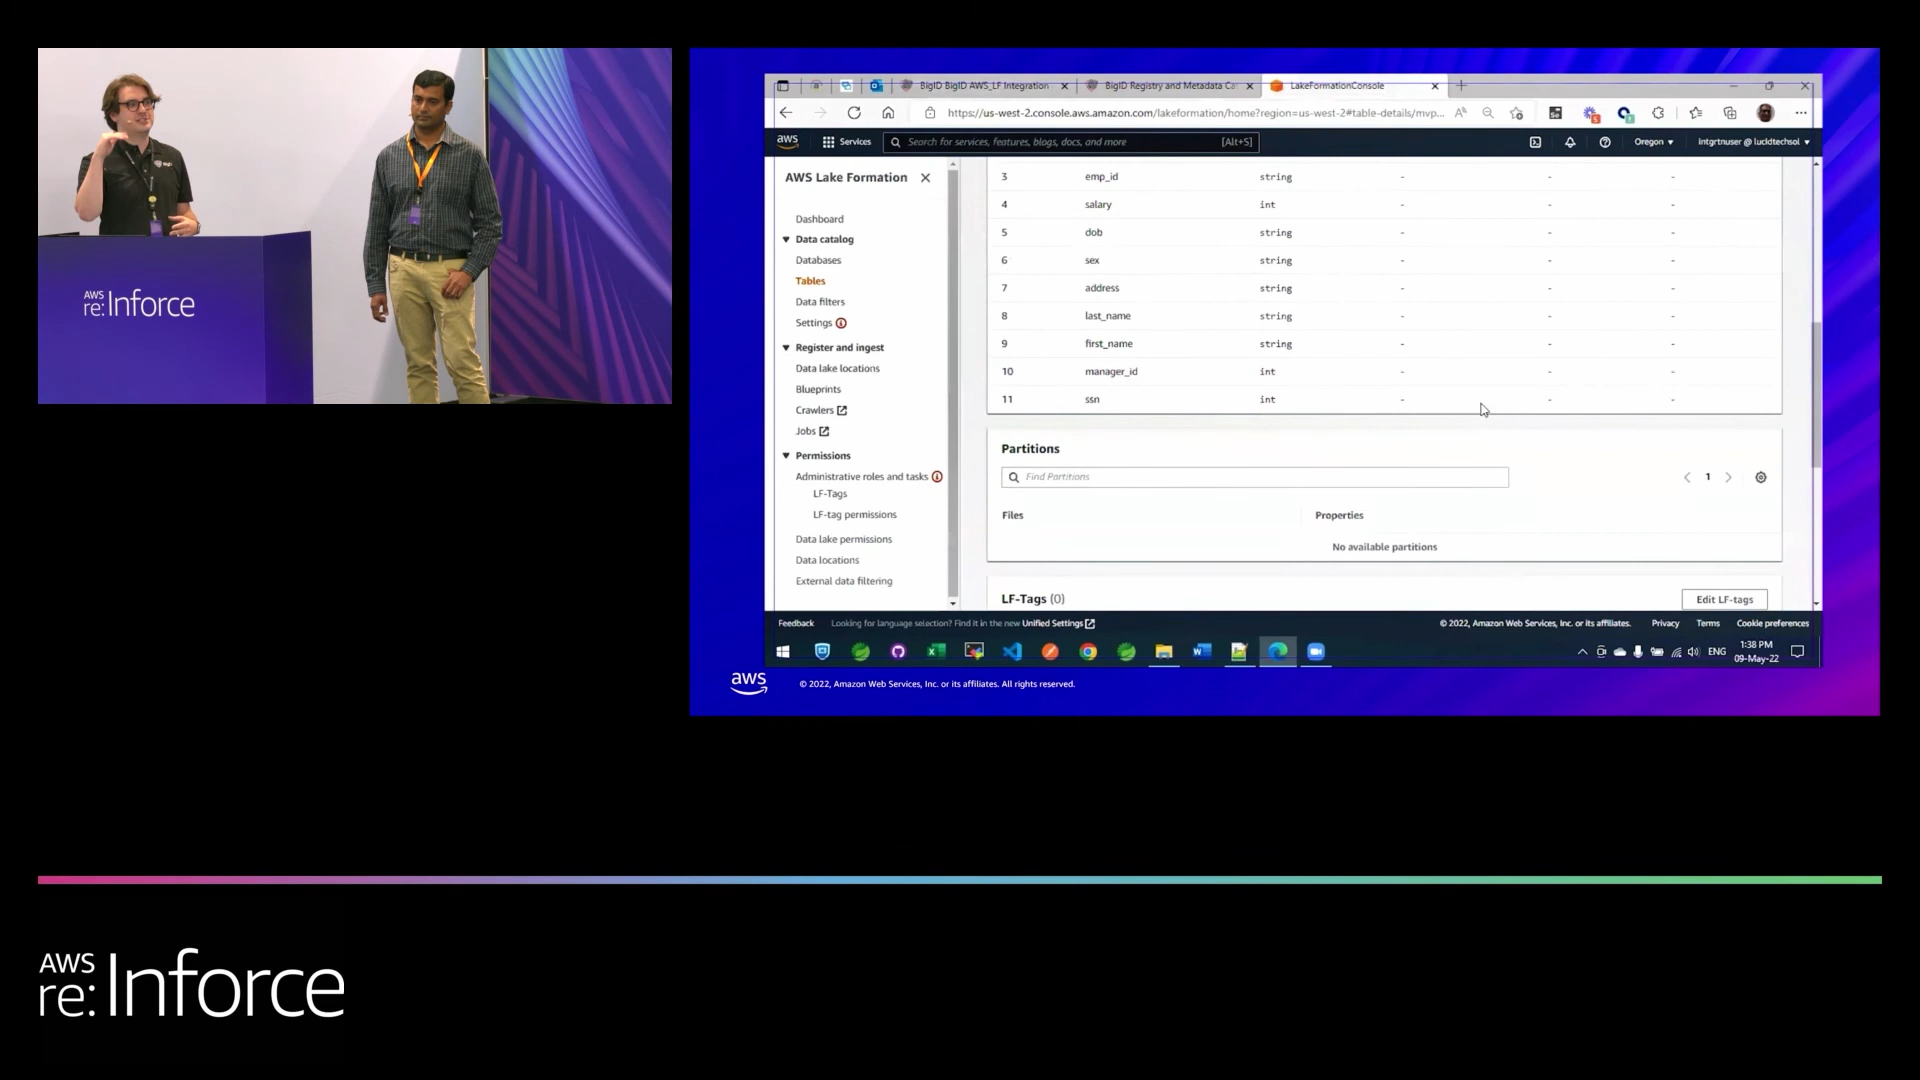 AWS
re:Inforce
BigID BigID AWS_LF Integration
BigID Registry and Metadata Ca
LakeFormationConsole
https://us-west-2.console.aws.amazon.com/lakeformation/home?region=us-west-2#table-details/mvp...
aws
Services
Search for services, features, blogs, docs, and more
[Alt+S]
Oregon
Intgrtnuser @ lucidtechsol
AWS Lake Formation
Dashboard
Data catalog
Databases
Tables
Data filters
Settings
Register and ingest
Data lake locations
Blueprints
Crawlers
Jobs
Permissions
Administrative roles and tasks
LF-Tags
LF-tag permissions
Data lake permissions
Data locations
External data filtering
3 emp_id string - - -
4 salary int - - -
5 dob string - - -
6 sex string - - -
7 address string - - -
8 last_name string - - -
9 first_name string - - -
10 manager_id int - - -
11 ssn int - - -
Partitions
Find Partitions
1
Files Properties
No available partitions
LF-Tags (0)
Edit LF-tags
Feedback Looking for language selection? Find it in the new Unified Settings
© 2022, Amazon Web Services, Inc. or its affiliates. Privacy Terms Cookie preferences
ENG
1:38 PM
09-May-22
aws
© 2022, Amazon Web Services, Inc. or its affiliates. All rights reserved.
AWS
re:Inforce